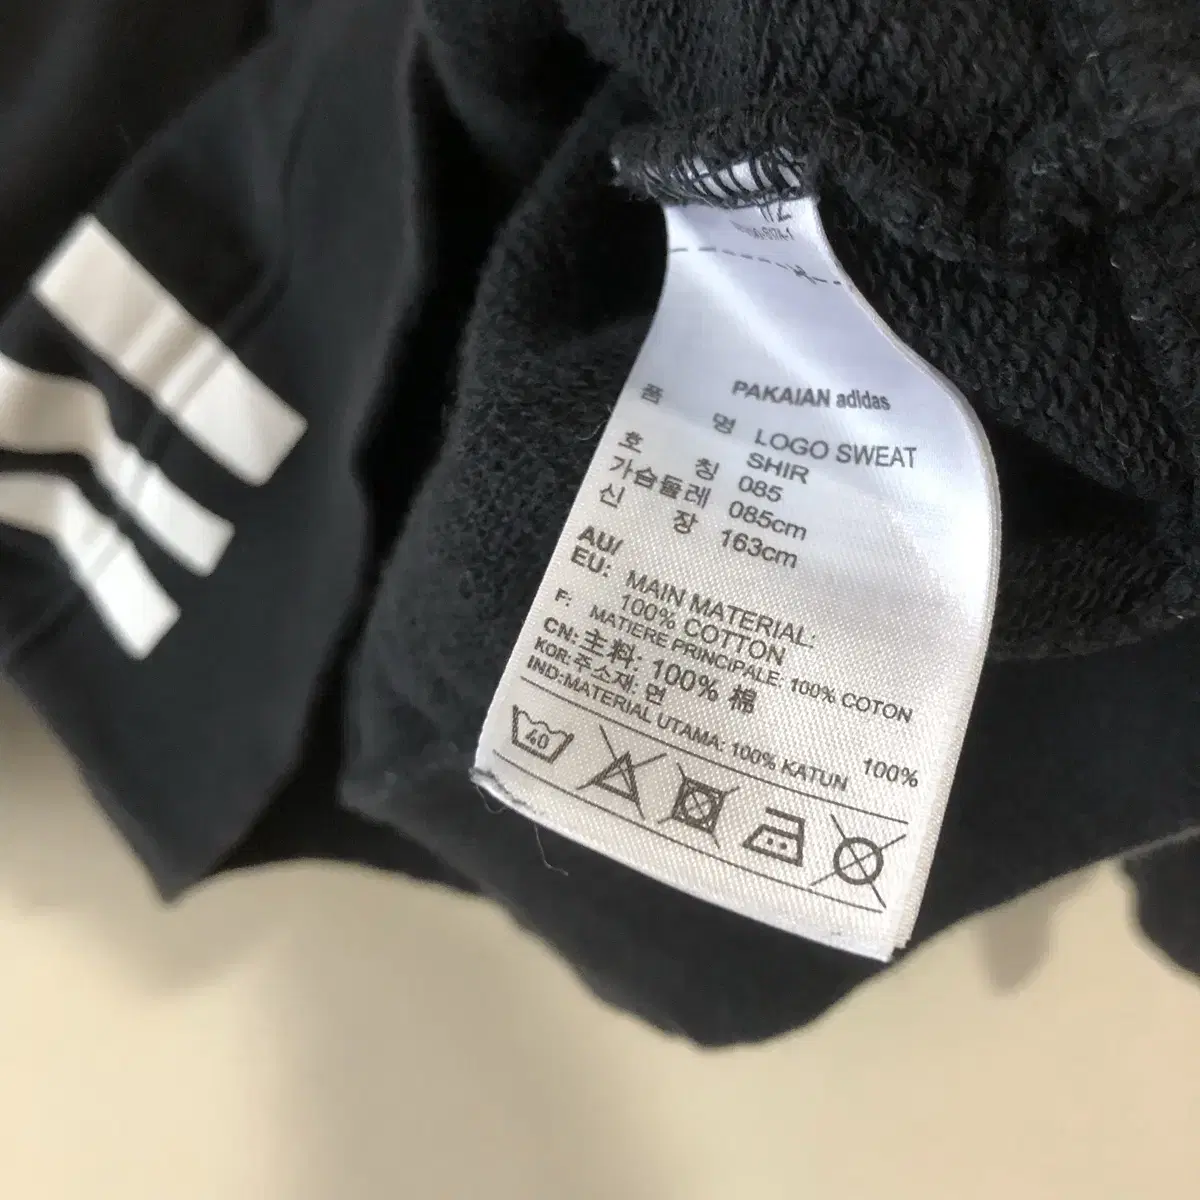 PAKAIAN adidas
품 명 LOGO SWEAT
SHIR
호 칭 085
가슴둘레 085cm
신 장 163cm
AU/
EU: MAIN MATERIAL:
100% COTTON
F: MATIERE PRINCIPALE: 100% COTON
CN: 主料: 100% 棉
KOR: 주소재: 면 100%
IND:MATERIAL UTAMA: 100% KATUN
40